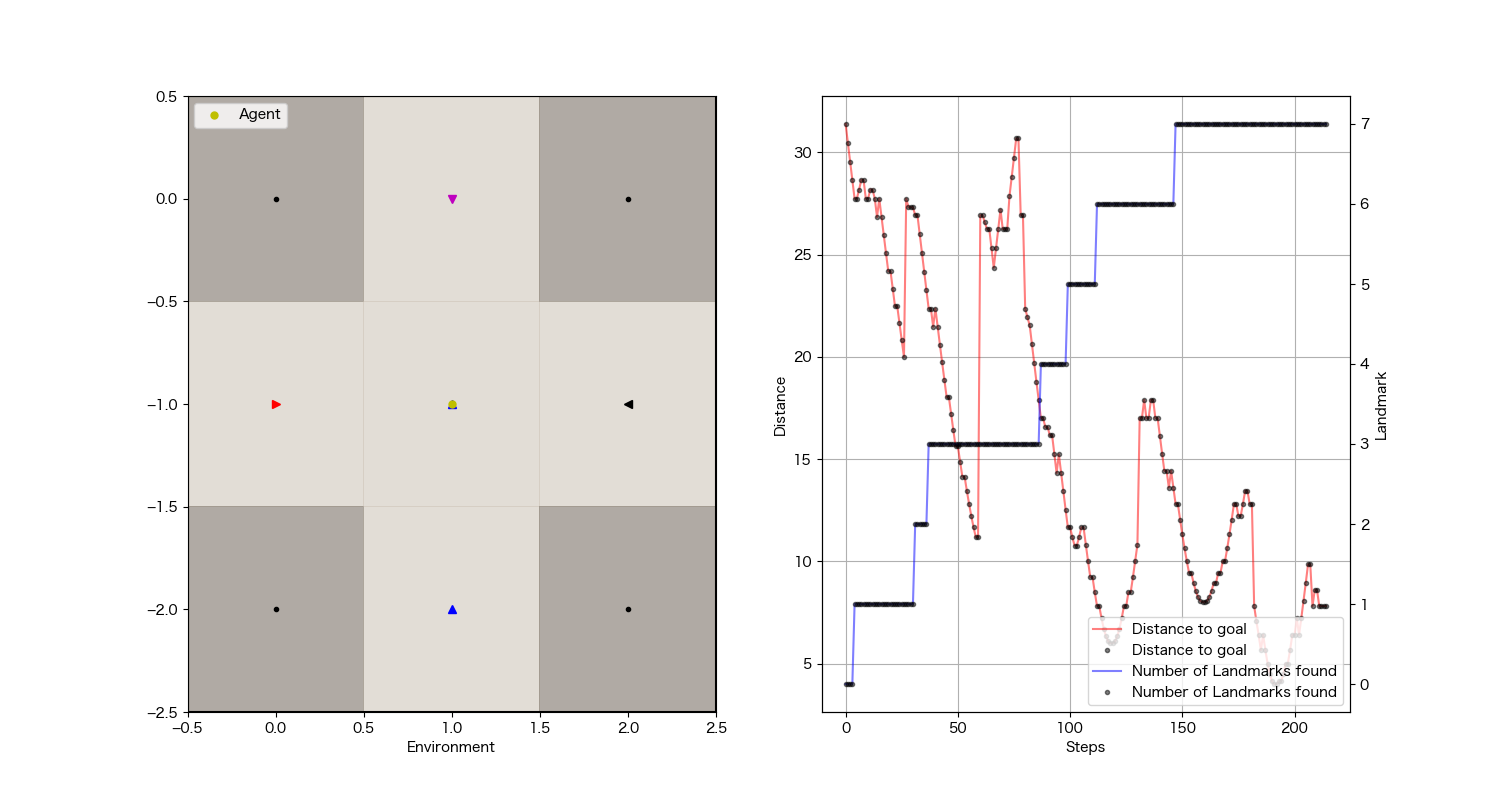 Agent
0.5
0.0
−0.5
−1.0
−1.5
−2.0
−2.5
−0.5 0.0 0.5 1.0 1.5 2.0 2.5
Environment
Distance
30
25
20
15
10
5
0 50 100 150 200
Steps
7
6
5
4
3
2
1
0
Landmark
Distance to goal
Distance to goal
Number of Landmarks found
Number of Landmarks found